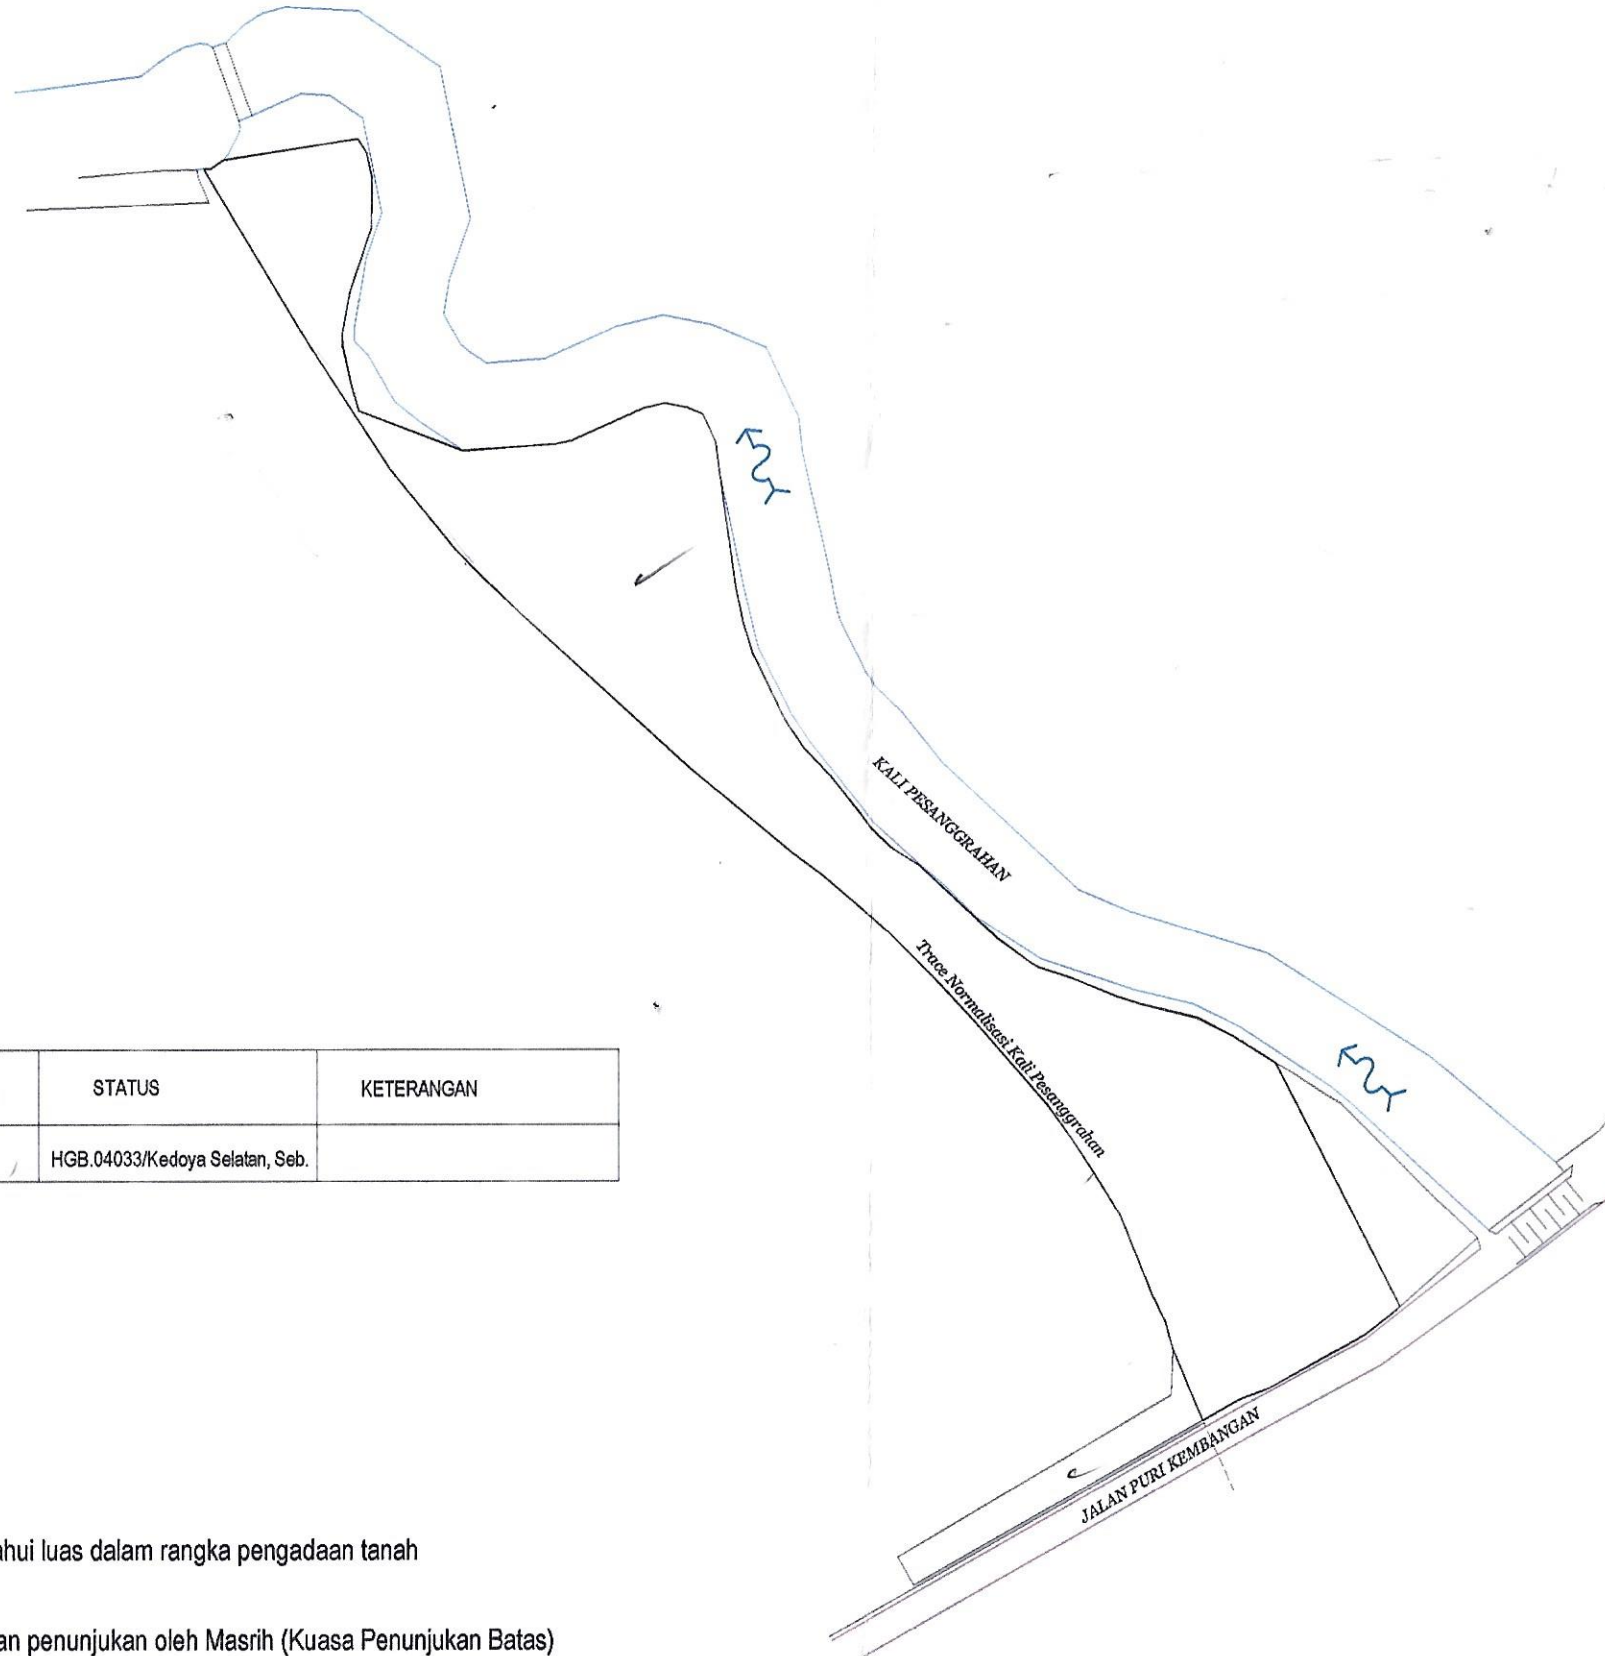 KALI PESANGGRAHAN
Trace Normalisasi Kali Pesanggrahan
STATUS
KETERANGAN
HGB.04033/Kedoya Selatan, Seb.
JALAN PURI KEMBANGAN
ahui luas dalam rangka pengadaan tanah
an penunjukan oleh Masrih (Kuasa Penunjukan Batas)